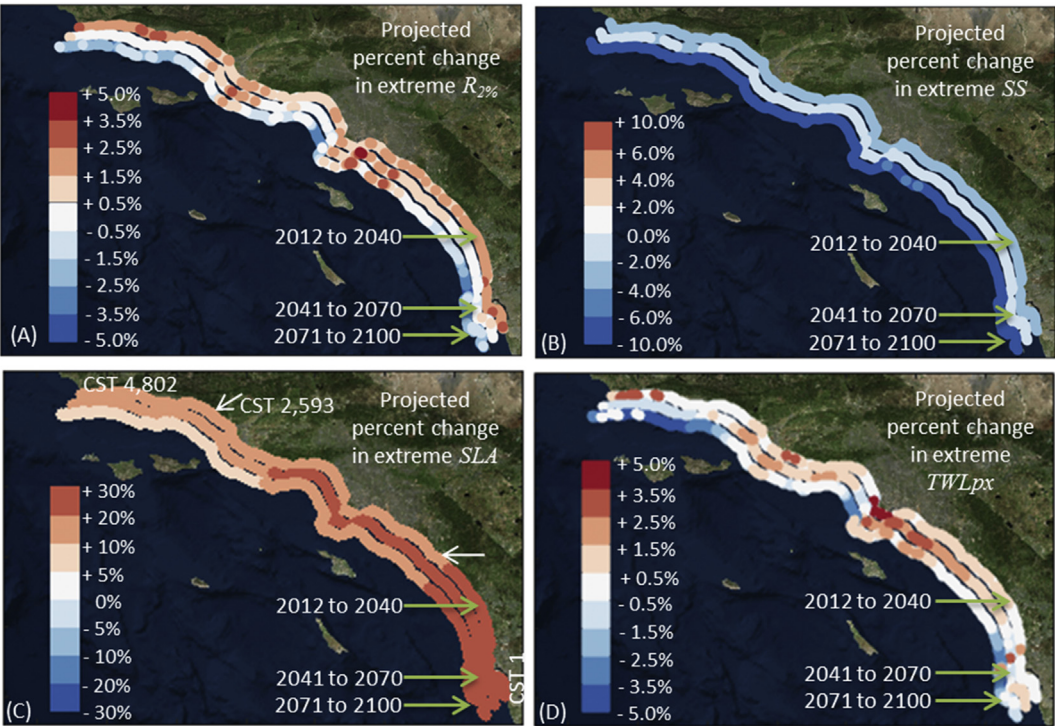 Projected
percent change
in extreme R2%
+ 5.0%
+ 3.5%
+ 2.5%
+ 1.5%
+ 0.5%
- 0.5%
- 1.5%
- 2.5%
- 3.5%
- 5.0%
2012 to 2040
2041 to 2070
2071 to 2100
(A)
Projected
percent change
in extreme SS
+ 10.0%
+ 6.0%
+ 4.0%
+ 2.0%
0.0%
- 2.0%
- 4.0%
- 6.0%
- 10.0%
2012 to 2040
2041 to 2070
2071 to 2100
(B)
CST 4,802
CST 2,593
Projected
percent change
in extreme SLA
+ 30%
+ 20%
+ 10%
+ 5%
0%
- 5%
- 10%
- 20%
- 30%
2012 to 2040
2041 to 2070
2071 to 2100
CST 1
(C)
Projected
percent change
in extreme
TWLpx
+ 5.0%
+ 3.5%
+ 2.5%
+ 1.5%
+ 0.5%
- 0.5%
- 1.5%
- 2.5%
- 3.5%
- 5.0%
2012 to 2040
2041 to 2070
2071 to 2100
(D)